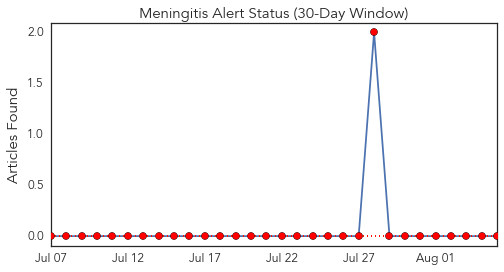 Meningitis Alert Status (30-Day Window)
Articles Found
2.0
1.5
1.0
0.5
0.0
Jul 07 Jul 12 Jul 17 Jul 22 Jul 27 Aug 01